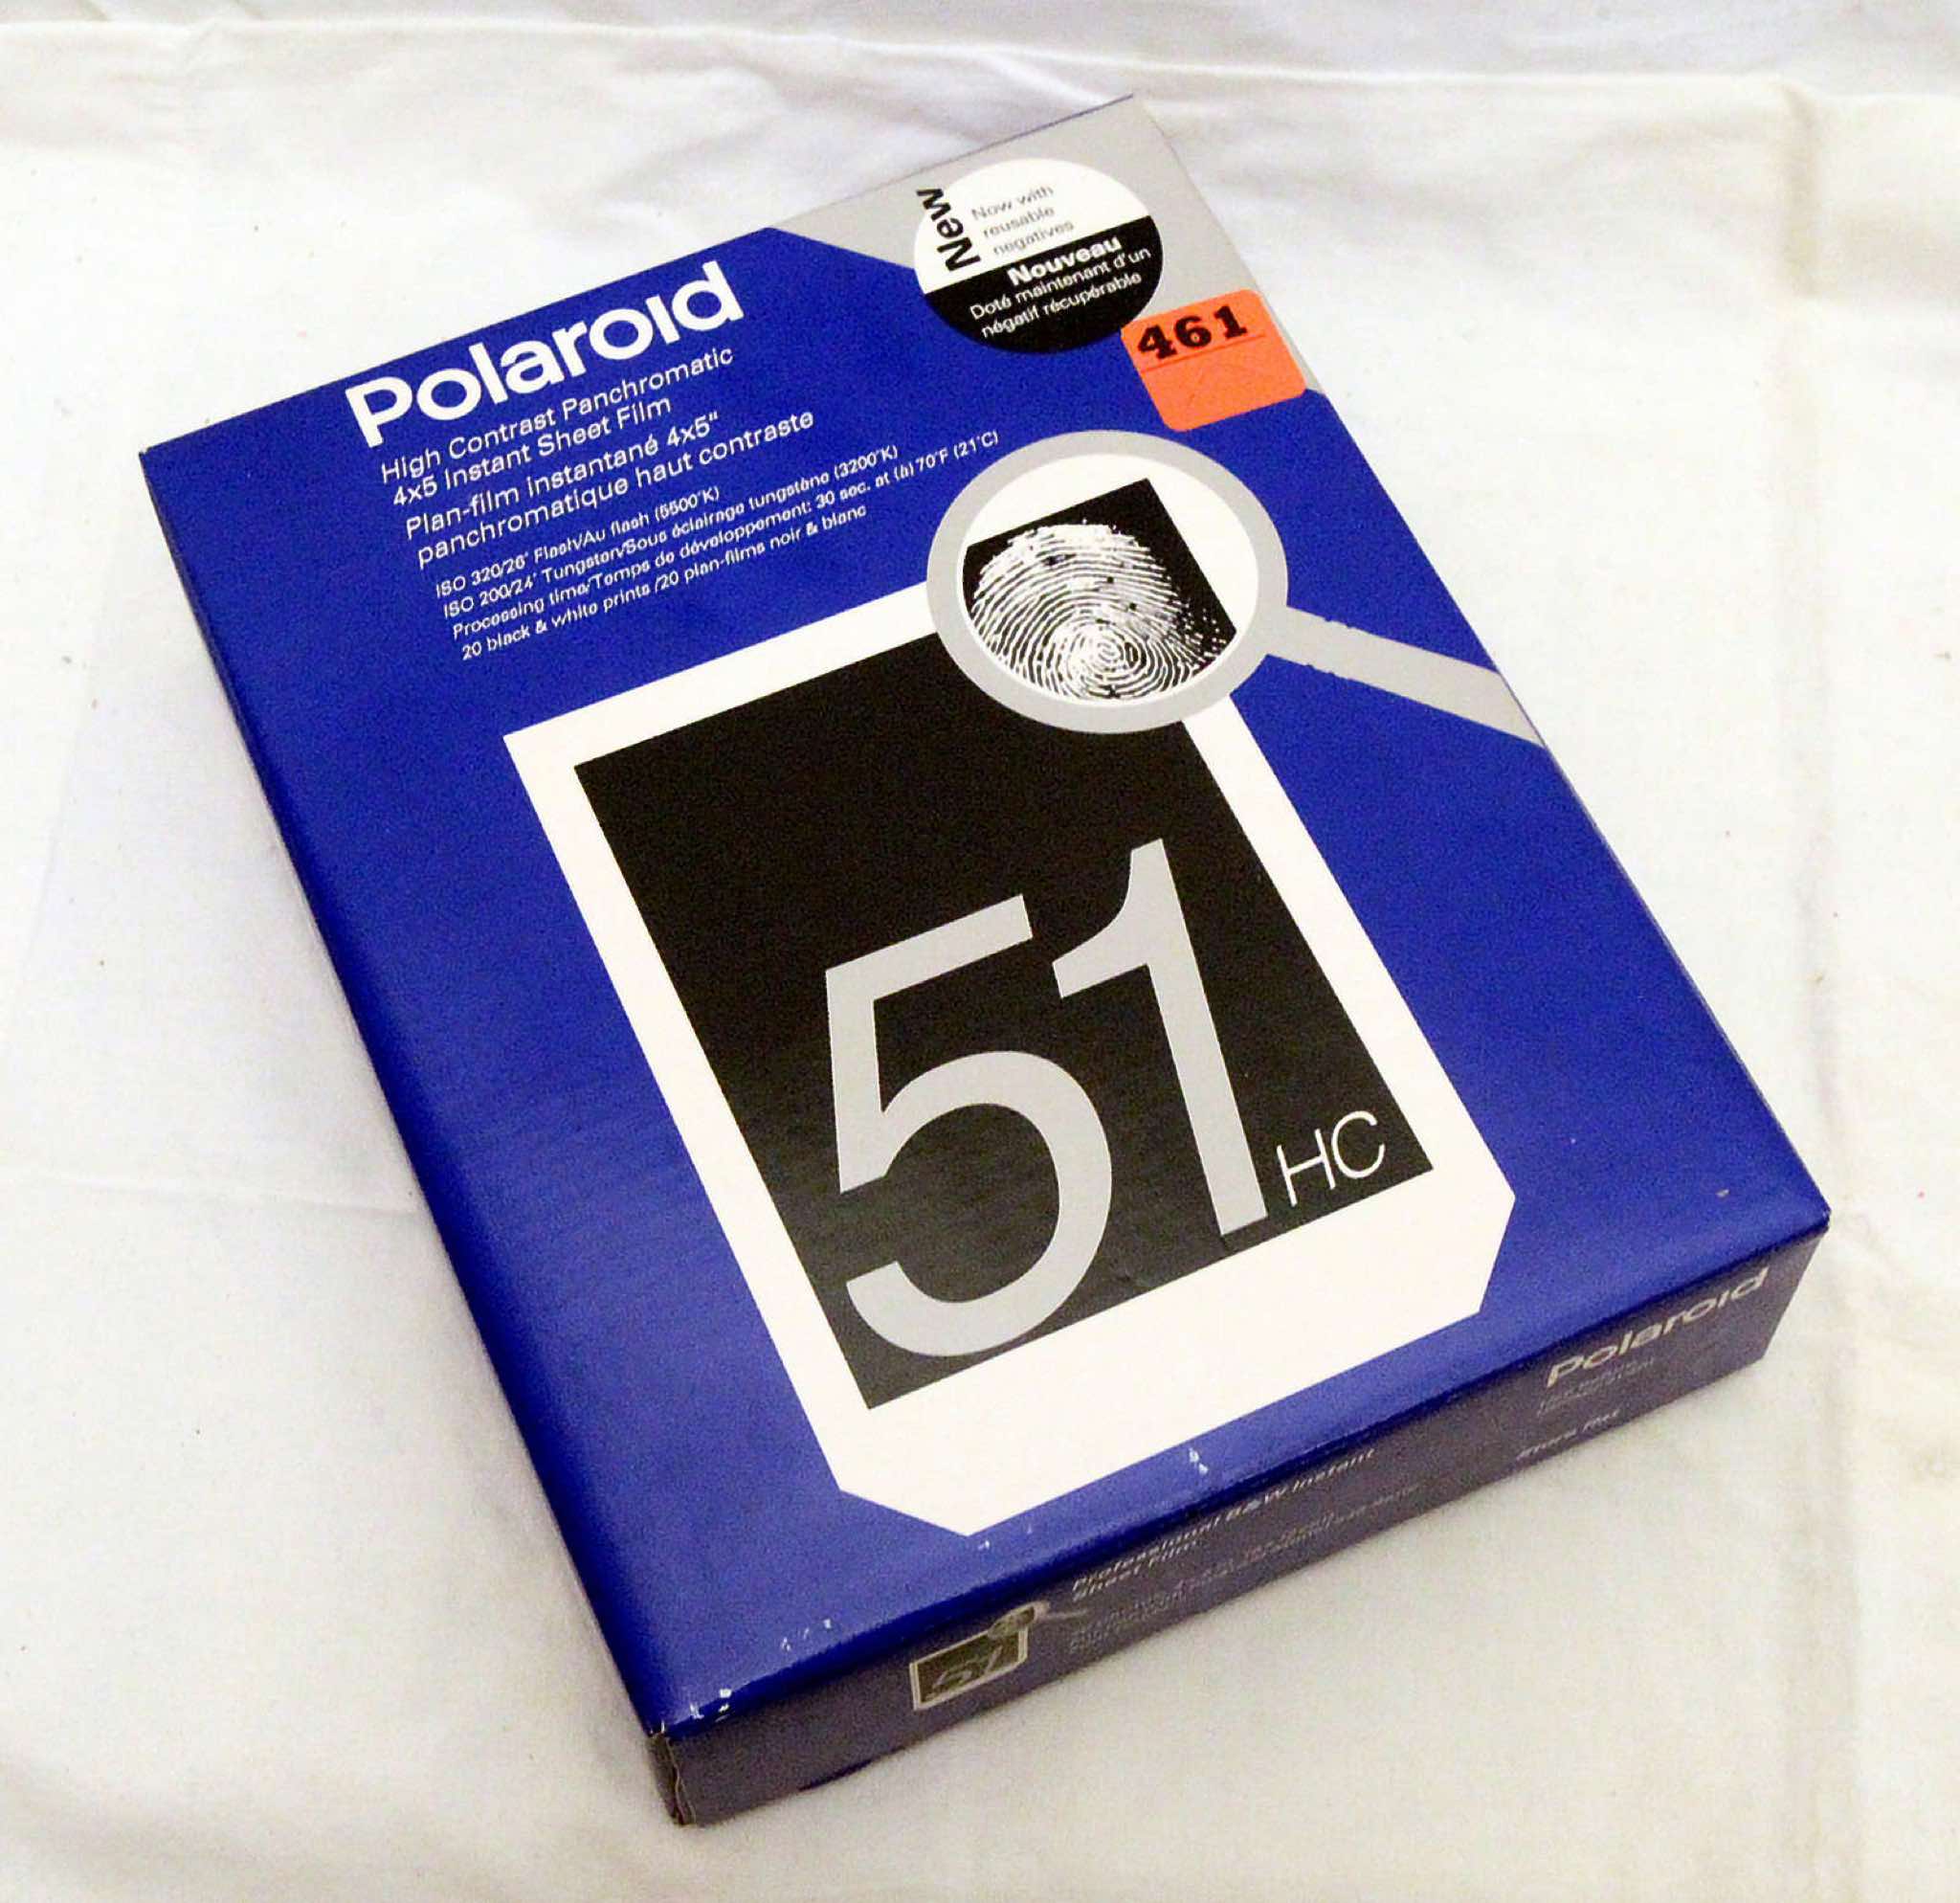 New
Now with
reusable
negatives
Nouveau
Doté maintenant d'un
négatif récupérable
461
Polaroid
High Contrast Panchromatic
4x5 Instant Sheet Film
Plan-film instantané 4x5"
panchromatique haut contraste
ISO 320/26° Flash/Au flash (5500°K)
ISO 200/24° Tungsten/Sous éclairage tungstène (3200°K)
Processing time/Temps de développement: 30 sec. at (à) 70°F (21°C)
20 black & white prints /20 plan-films noir & blanc
51
HC
Polaroid
Professional B&W Instant
Sheet Film
51